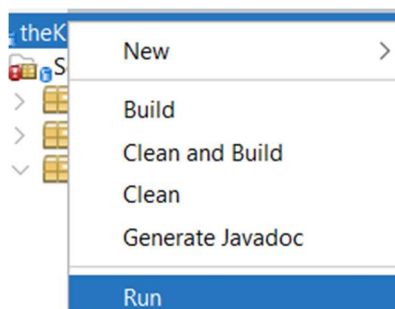 theK
New
S
Build
Clean and Build
Clean
Generate Javadoc
Run